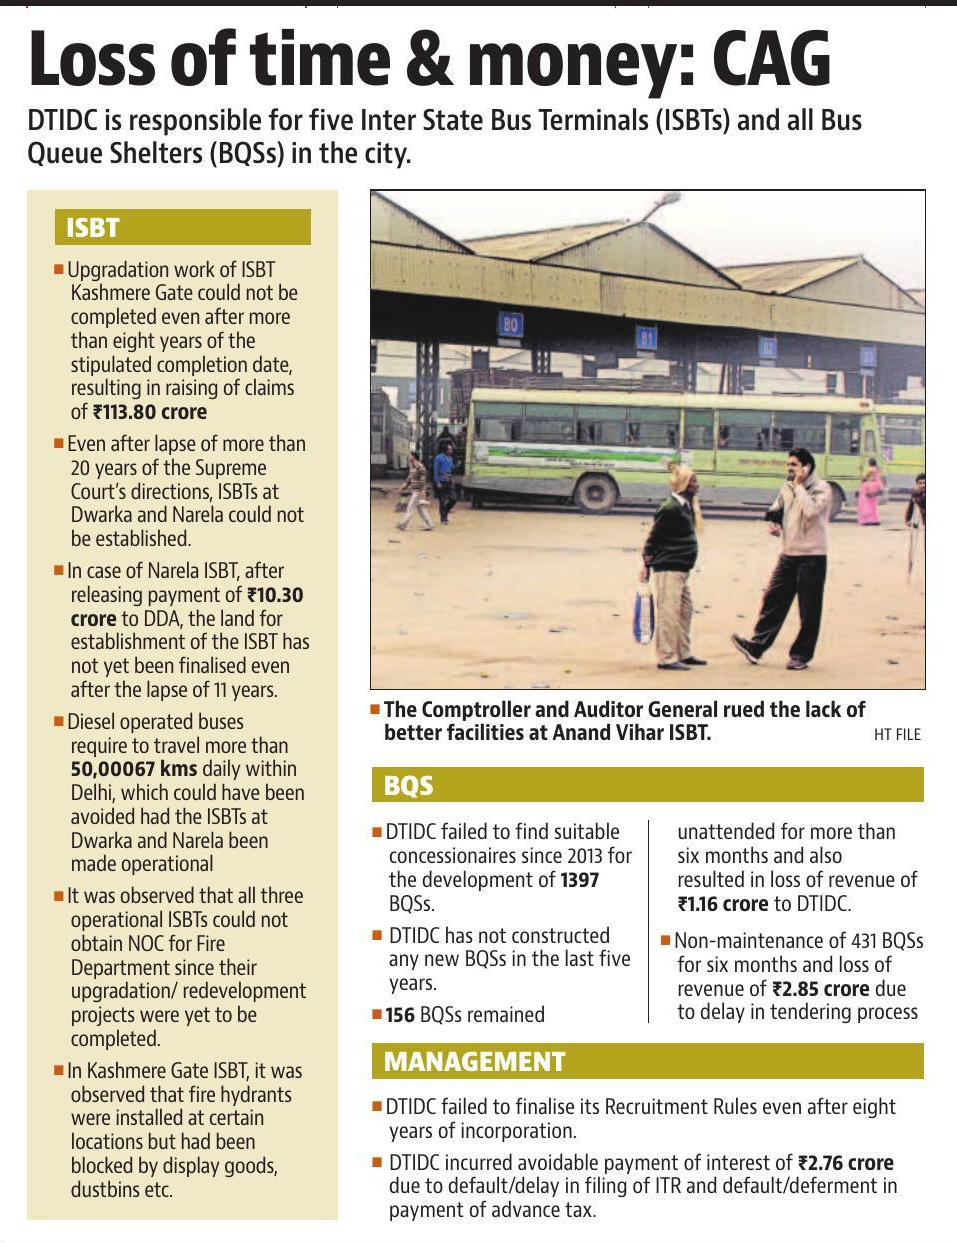 Loss of time & money: CAG
DTIDC is responsible for five Inter State Bus Terminals (ISBTs) and all Bus
Queue Shelters (BQSs) in the city.
ISBT
Upgradation work of ISBT
Kashmere Gate could not be
completed even after more
than eight years of the
stipulated completion date,
resulting in raising of claims
of ₹113.80 crore
Even after lapse of more than
20 years of the Supreme
Court's directions, ISBTs at
Dwarka and Narela could not
be established.
In case of Narela ISBT, after
releasing payment of ₹10.30
crore to DDA, the land for
establishment of the ISBT has
not yet been finalised even
after the lapse of 11 years.
Diesel operated buses
require to travel more than
50,00067 kms daily within
Delhi, which could have been
avoided had the ISBTs at
Dwarka and Narela been
made operational
It was observed that all three
operational ISBTs could not
obtain NOC for Fire
Department since their
upgradation/ redevelopment
projects were yet to be
completed.
In Kashmere Gate ISBT, it was
observed that fire hydrants
were installed at certain
locations but had been
blocked by display goods,
dustbins etc.
80
81
82
The Comptroller and Auditor General rued the lack of
better facilities at Anand Vihar ISBT.
HT FILE
BQS
DTIDC failed to find suitable
concessionaires since 2013 for
the development of 1397
BQSs.
DTIDC has not constructed
any new BQSs in the last five
years.
156 BQSs remained
unattended for more than
six months and also
resulted in loss of revenue of
₹1.16 crore to DTIDC.
Non-maintenance of 431 BQSs
for six months and loss of
revenue of ₹2.85 crore due
to delay in tendering process
MANAGEMENT
DTIDC failed to finalise its Recruitment Rules even after eight
years of incorporation.
DTIDC incurred avoidable payment of interest of ₹2.76 crore
due to default/delay in filing of ITR and default/deferment in
payment of advance tax.